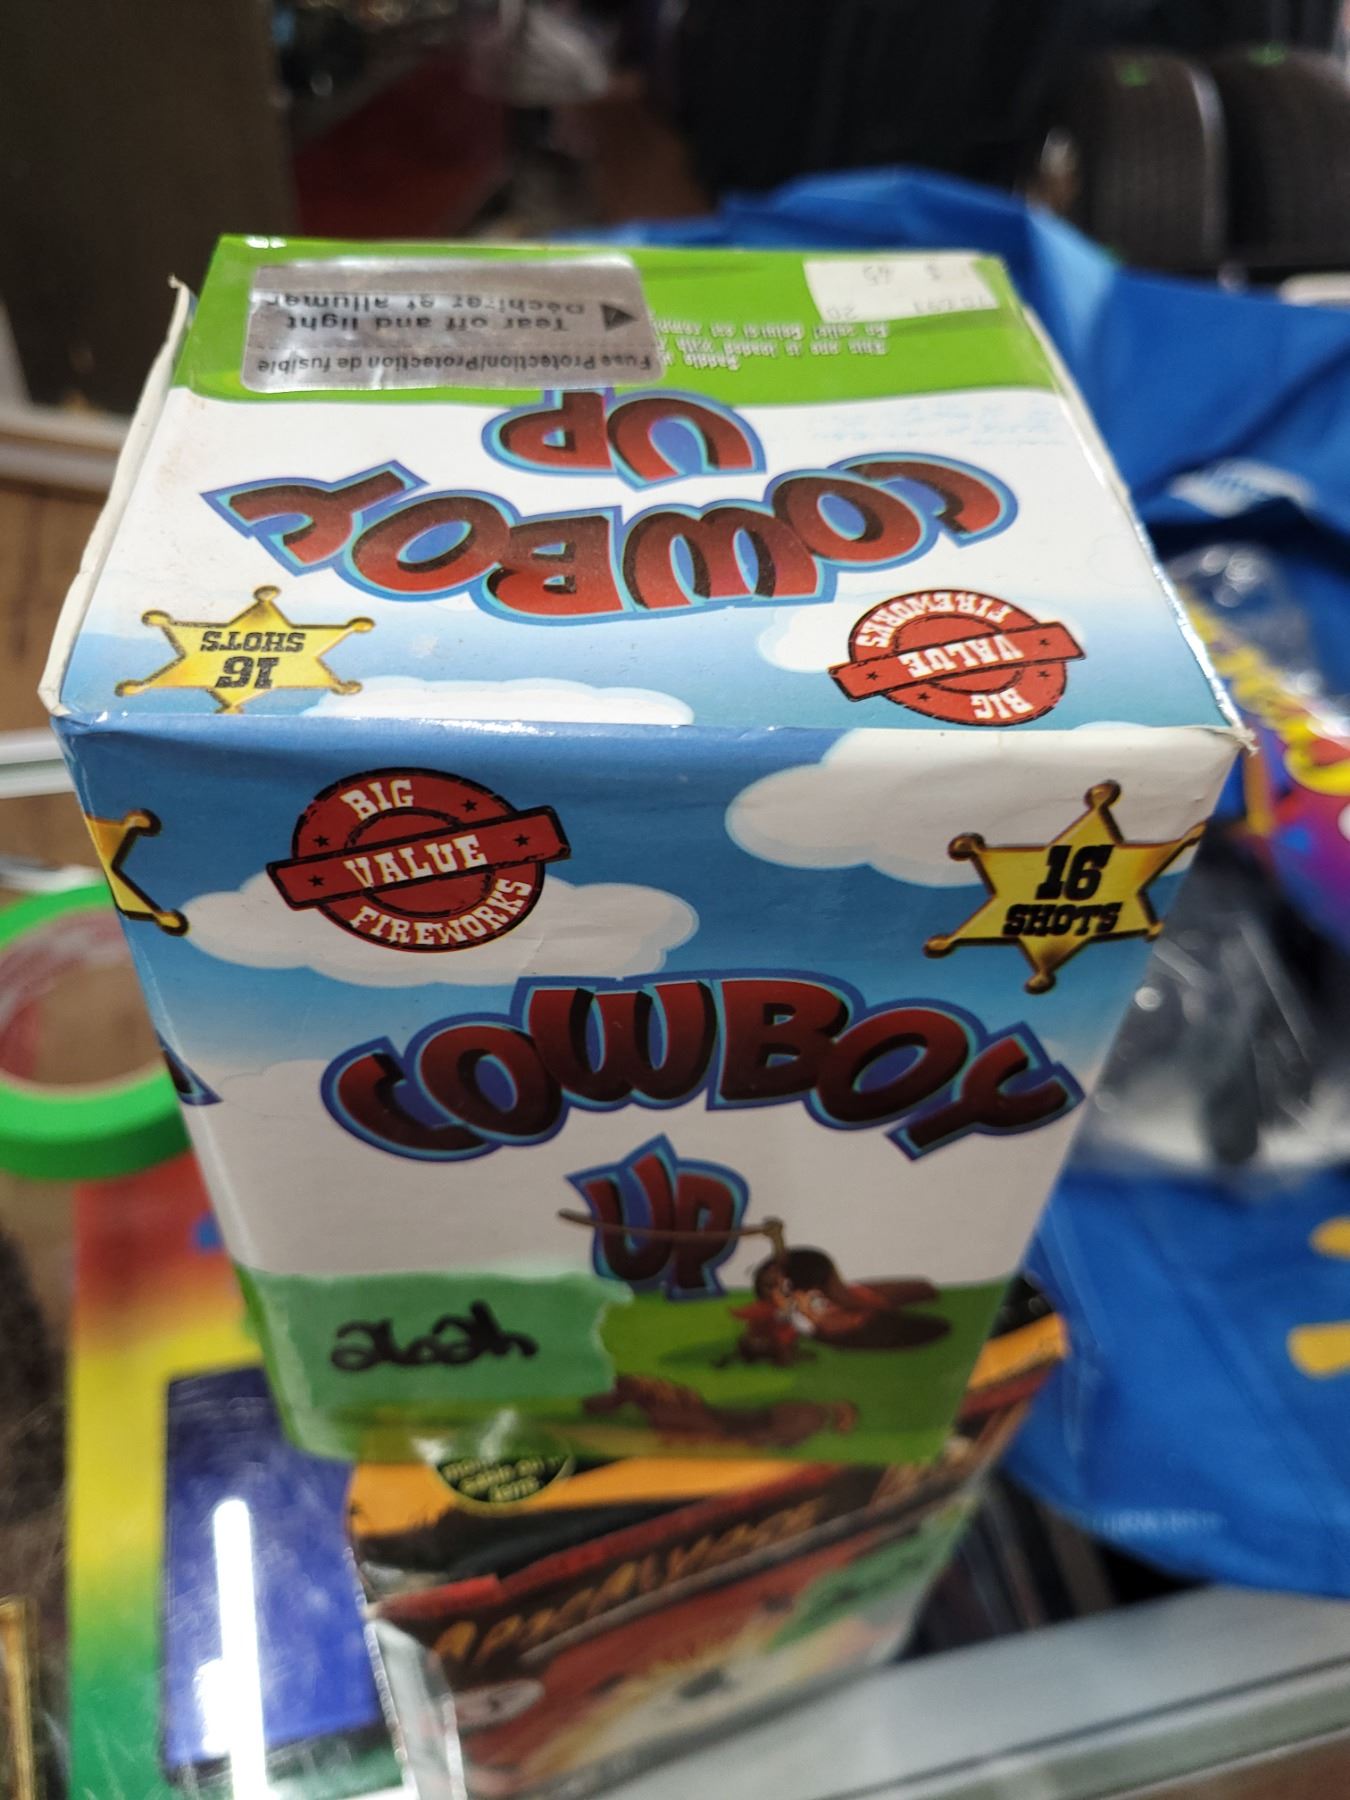 Fuse Protection/Protection de fusible
Tear off and light
Déchirer et allumer
COWBOY
UP
16
SHOTS
BIG
VALUE
FIREWORKS
BIG
VALUE
FIREWORKS
16
SHOTS
COWBOY
UP
APOCALYPSE